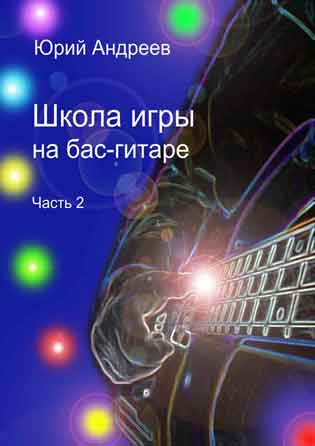 Юрий Андреев
Школа игры
на бас-гитаре
Часть 2